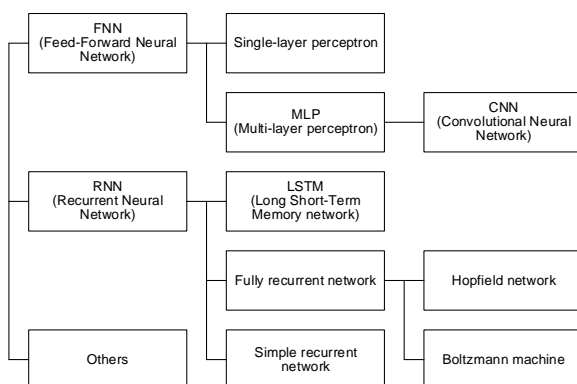 FNN
(Feed-Forward Neural
Network)
Single-layer perceptron
MLP
(Multi-layer perceptron)
CNN
(Convolutional Neural
Network)
RNN
(Recurrent Neural
Network)
LSTM
(Long Short-Term
Memory network)
Fully recurrent network
Hopfield network
Others
Simple recurrent
network
Boltzmann machine